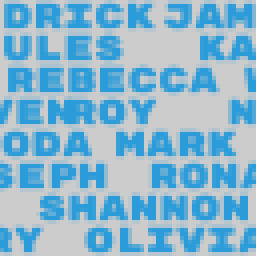 DRICK JAM
ULES KA
REBECCA
VENROY N
ODA MARK
SEPH RONA
SHANNON
RY OLIVIA